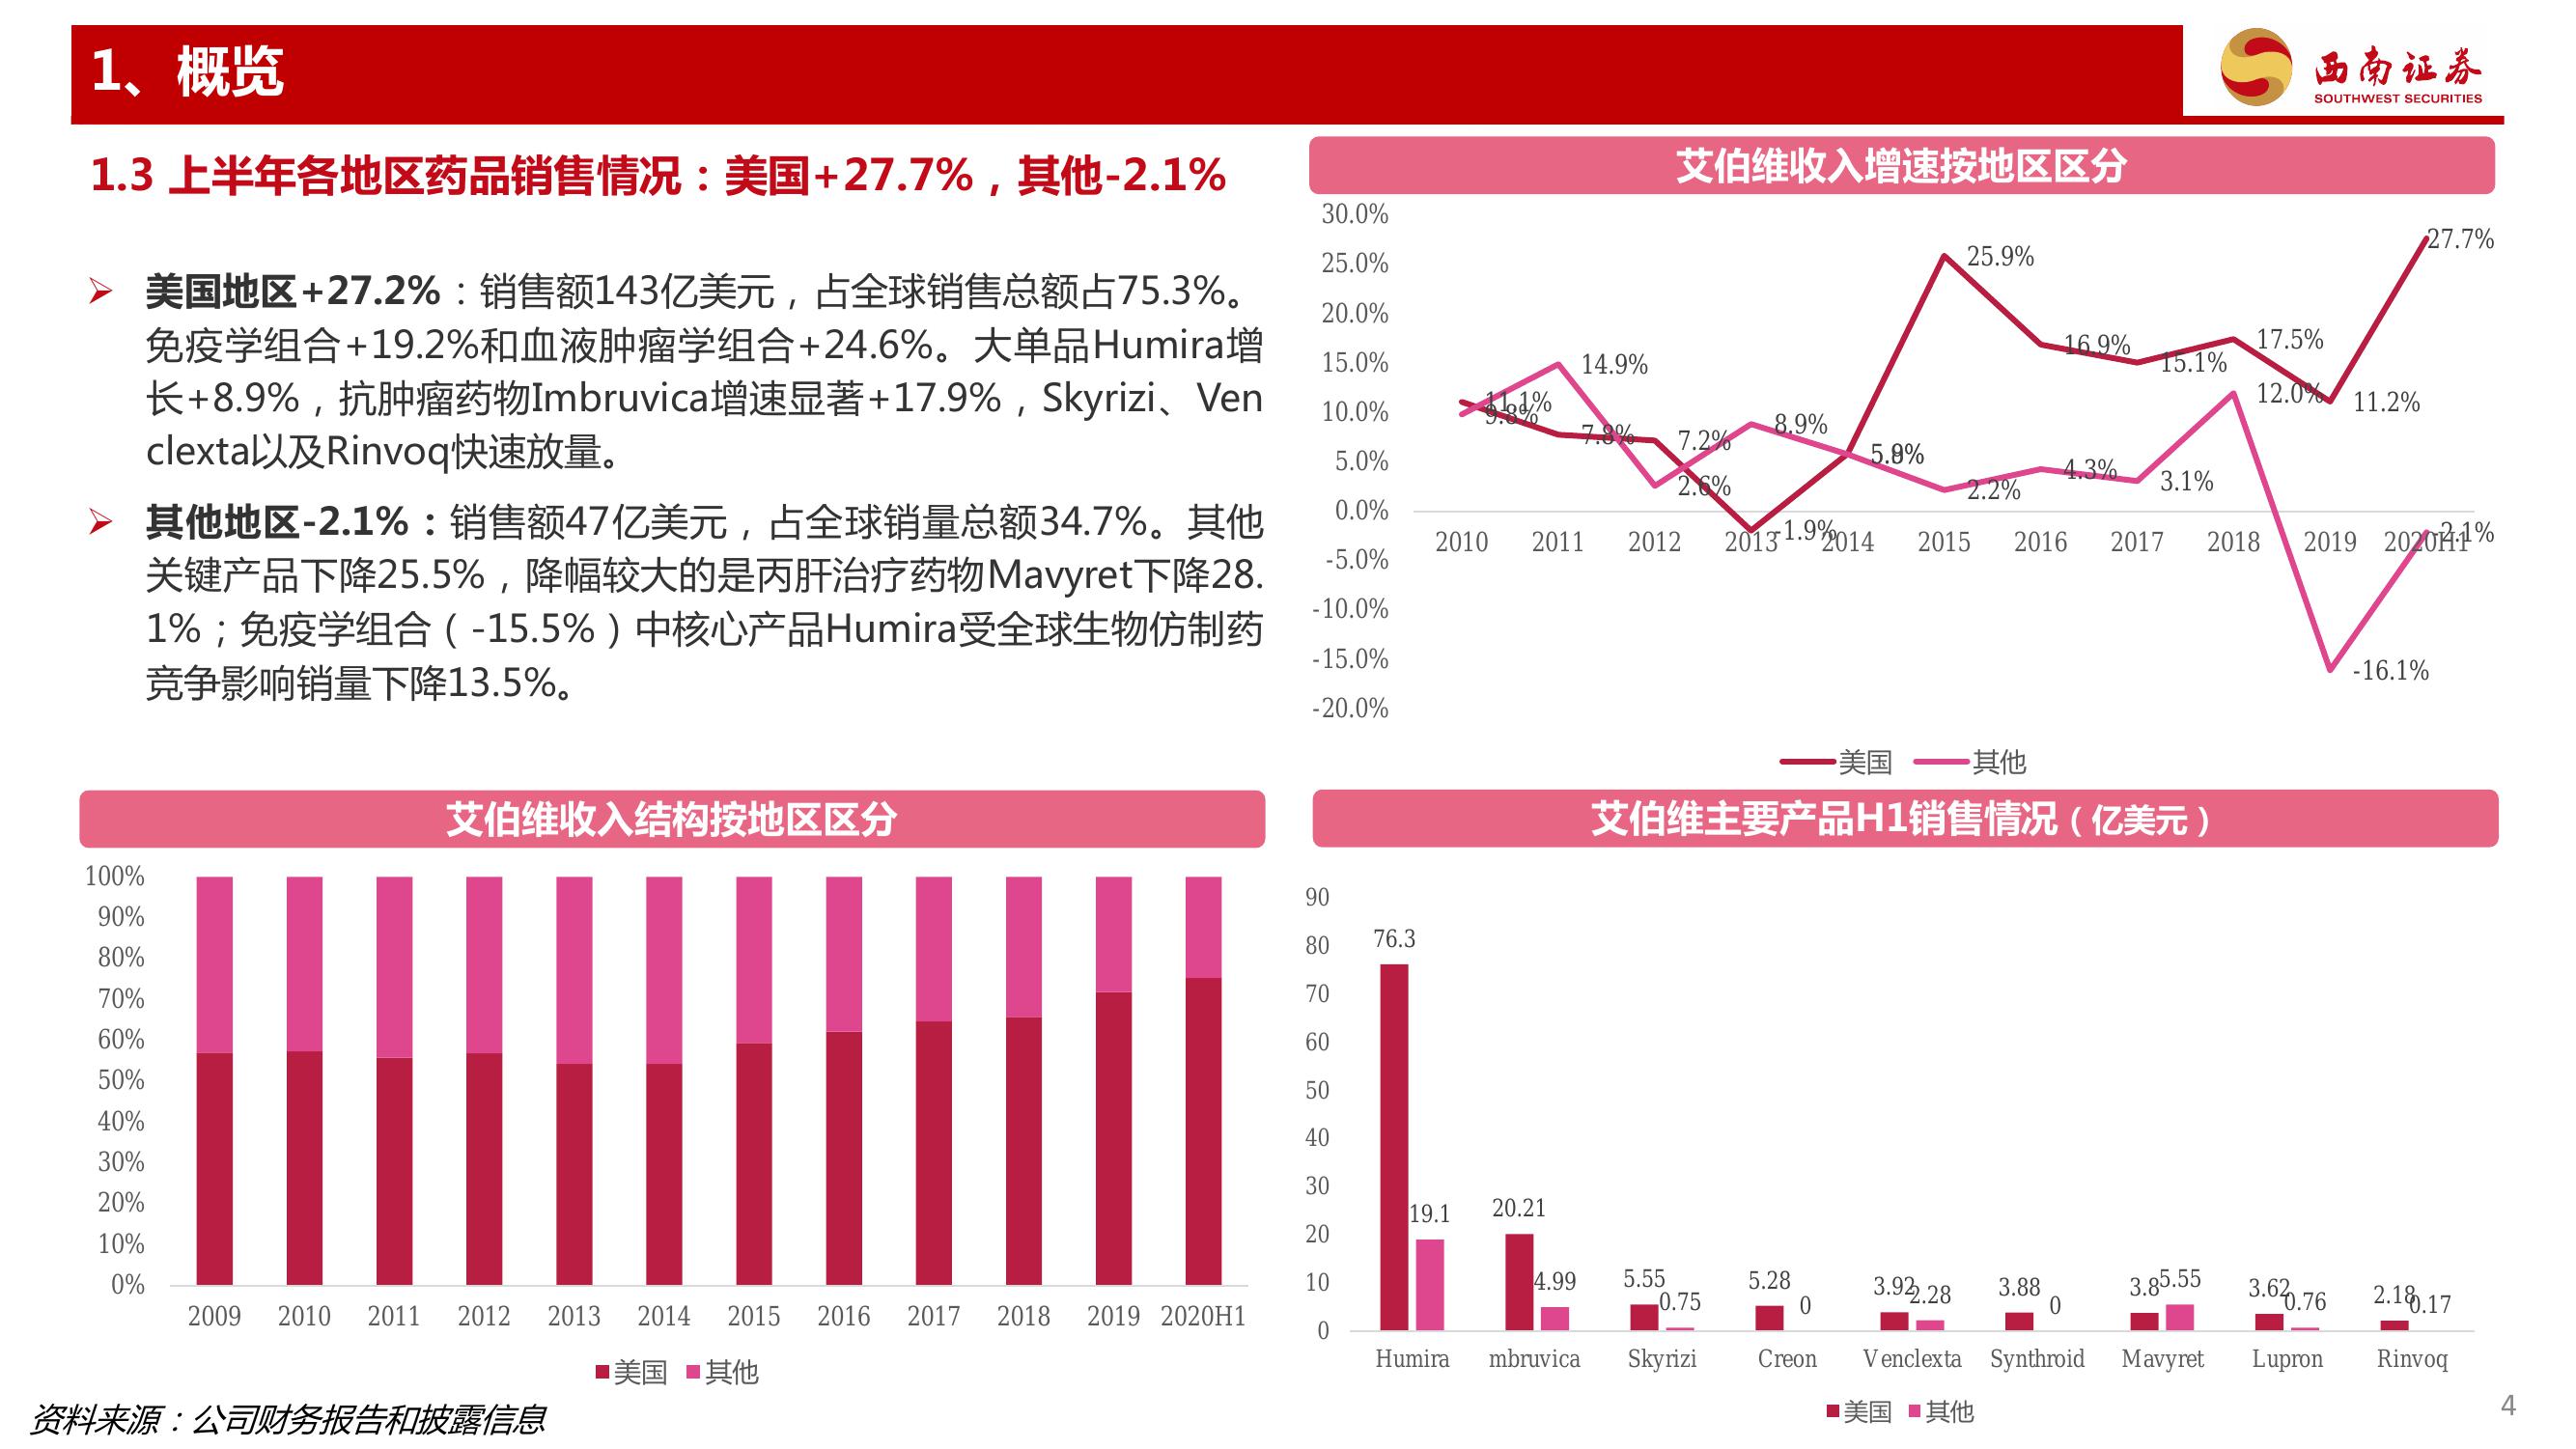 1、概览
西南证券
SOUTHWEST SECURITIES
1.3 上半年各地区药品销售情况：美国+27.7%，其他-2.1%
➢ 美国地区+27.2%：销售额143亿美元，占全球销售总额占75.3%。
免疫学组合+19.2%和血液肿瘤学组合+24.6%。大单品Humira增
长+8.9%，抗肿瘤药物Imbruvica增速显著+17.9%，Skyrizi、Ven
clexta以及Rinvoq快速放量。
➢ 其他地区-2.1%：销售额47亿美元，占全球销量总额34.7%。其他
关键产品下降25.5%，降幅较大的是丙肝治疗药物Mavyret下降28.
1%；免疫学组合（-15.5%）中核心产品Humira受全球生物仿制药
竞争影响销量下降13.5%。
艾伯维收入增速按地区区分
30.0%
25.0%
20.0%
15.0%
10.0%
5.0%
0.0%
-5.0%
-10.0%
-15.0%
-20.0%
11.1% 7.8% 7.2% -1.9% 5.9% 25.9% 16.9% 15.1% 17.5% 11.2% 27.7%
9.8% 14.9% 2.6% 8.9% 5.8% 2.2% 4.3% 3.1% 12.0% -16.1% -2.1%
2010 2011 2012 2013 2014 2015 2016 2017 2018 2019 2020H1
美国 其他
艾伯维收入结构按地区区分
100%
90%
80%
70%
60%
50%
40%
30%
20%
10%
0%
2009 2010 2011 2012 2013 2014 2015 2016 2017 2018 2019 2020H1
美国 其他
艾伯维主要产品H1销售情况（亿美元）
90
80
70
60
50
40
30
20
10
0
76.3 20.21 5.55 5.28 3.92 3.88 3.8 3.62 2.18
19.1 4.99 0.75 0 2.28 0 5.55 0.76 0.17
Humira mbruvica Skyrizi Creon Venclexta Synthroid Mavyret Lupron Rinvoq
美国 其他
资料来源：公司财务报告和披露信息
4